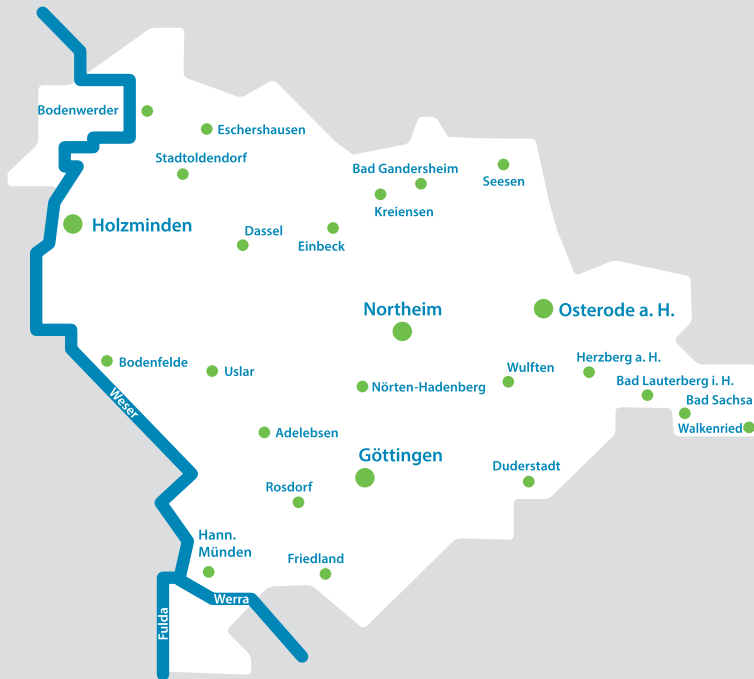 Bodenwerder
Eschershausen
Stadtoldendorf
Bad Gandersheim
Seesen
Kreiensen
Holzminden
Dassel
Einbeck
Northeim
Osterode a. H.
Bodenfelde
Uslar
Nörten-Hadenberg
Wulften
Herzberg a. H.
Bad Lauterberg i. H.
Bad Sachsa
Walkenried
Weser
Adelebsen
Göttingen
Duderstadt
Rosdorf
Hann.
Münden
Friedland
Werra
Fulda